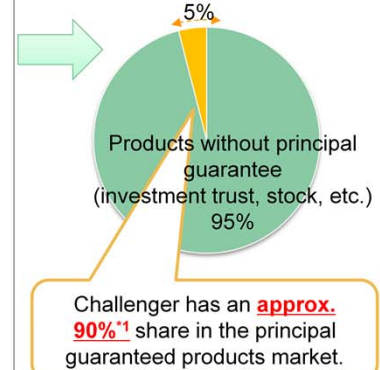 5%
Products without principal
guarantee
(investment trust, stock, etc.)
95%
Challenger has an approx.
90%*1 share in the principal
guaranteed products market.